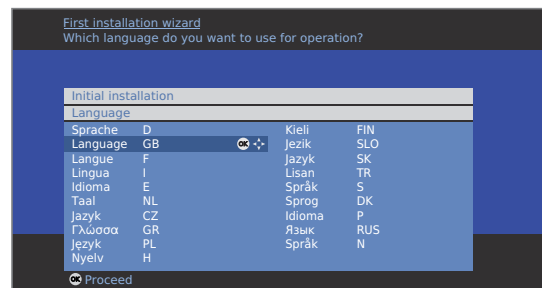 First installation wizard
Which language do you want to use for operation?
Initial installation
Language
Sprache D
Language GB OK
Langue F
Lingua I
Idioma E
Taal NL
Jazyk CZ
Γλώσσα GR
Język PL
Nyelv H
Kieli FIN
Jezik SLO
Jazyk SK
Lisan TR
Språk S
Sprog DK
Idioma P
Язык RUS
Språk N
OK Proceed